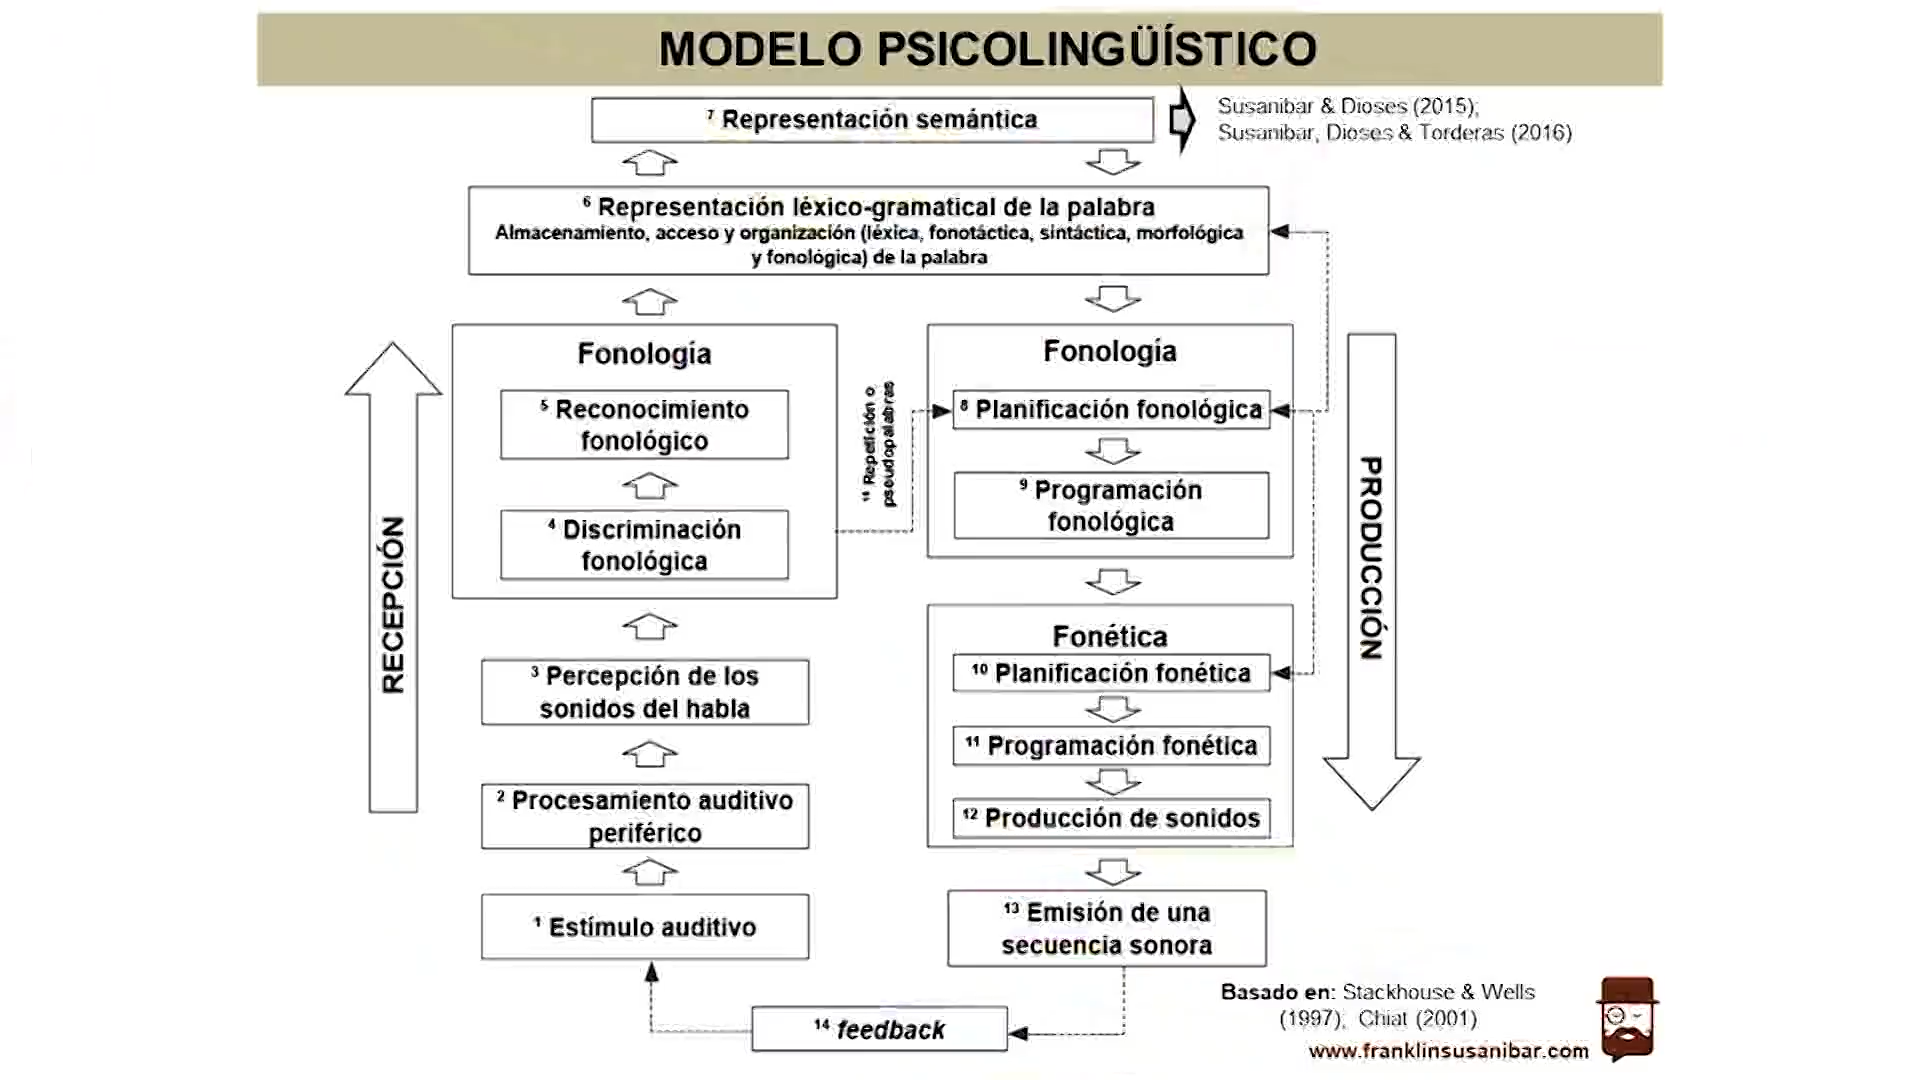 MODELO PSICOLINGÜÍSTICO
7 Representación semántica
Susanibar & Dioses (2015);
Susanibar, Dioses & Torderas (2016)
6 Representación léxico-gramatical de la palabra
Almacenamiento, acceso y organización (léxica, fonotáctica, sintáctica, morfológica
y fonológica) de la palabra
RECEPCIÓN
Fonología
5 Reconocimiento
fonológico
4 Discriminación
fonológica
3 Percepción de los
sonidos del habla
2 Procesamiento auditivo
periférico
1 Estímulo auditivo
Repetición o
pseudopalabras
Fonología
8 Planificación fonológica
9 Programación
fonológica
Fonética
10 Planificación fonética
11 Programación fonética
12 Producción de sonidos
13 Emisión de una
secuencia sonora
PRODUCCIÓN
14 feedback
Basado en: Stackhouse & Wells
(1997); Chiat (2001)
www.franklinsusanibar.com